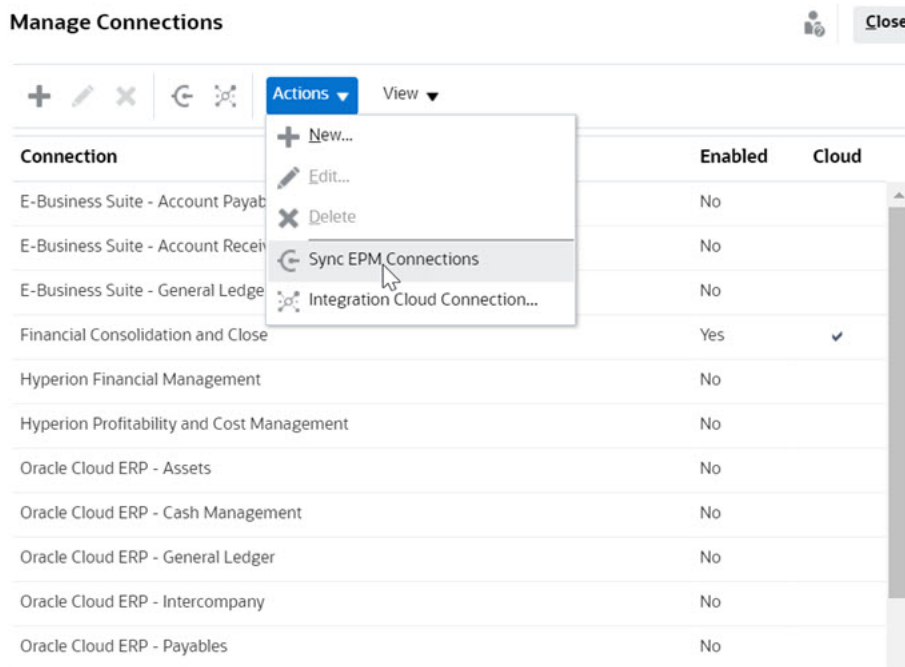 Manage Connections
Close
Actions View
New...
Connection Enabled Cloud
Edit...
E-Business Suite - Account Payab No
Delete
E-Business Suite - Account Recei No
Sync EPM Connections
E-Business Suite - General Ledge No
Integration Cloud Connection...
Financial Consolidation and Close Yes
Hyperion Financial Management No
Hyperion Profitability and Cost Management No
Oracle Cloud ERP - Assets No
Oracle Cloud ERP - Cash Management No
Oracle Cloud ERP - General Ledger No
Oracle Cloud ERP - Intercompany No
Oracle Cloud ERP - Payables No